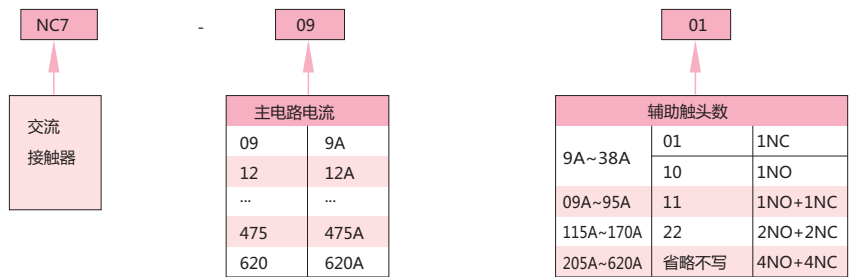 NC7 - 09 01
交流
接触器
主电路电流
09 9A
12 12A
... ...
475 475A
620 620A
辅助触头数
9A~38A 01 1NC
10 1NO
09A~95A 11 1NO+1NC
115A~170A 22 2NO+2NC
205A~620A 省略不写 4NO+4NC